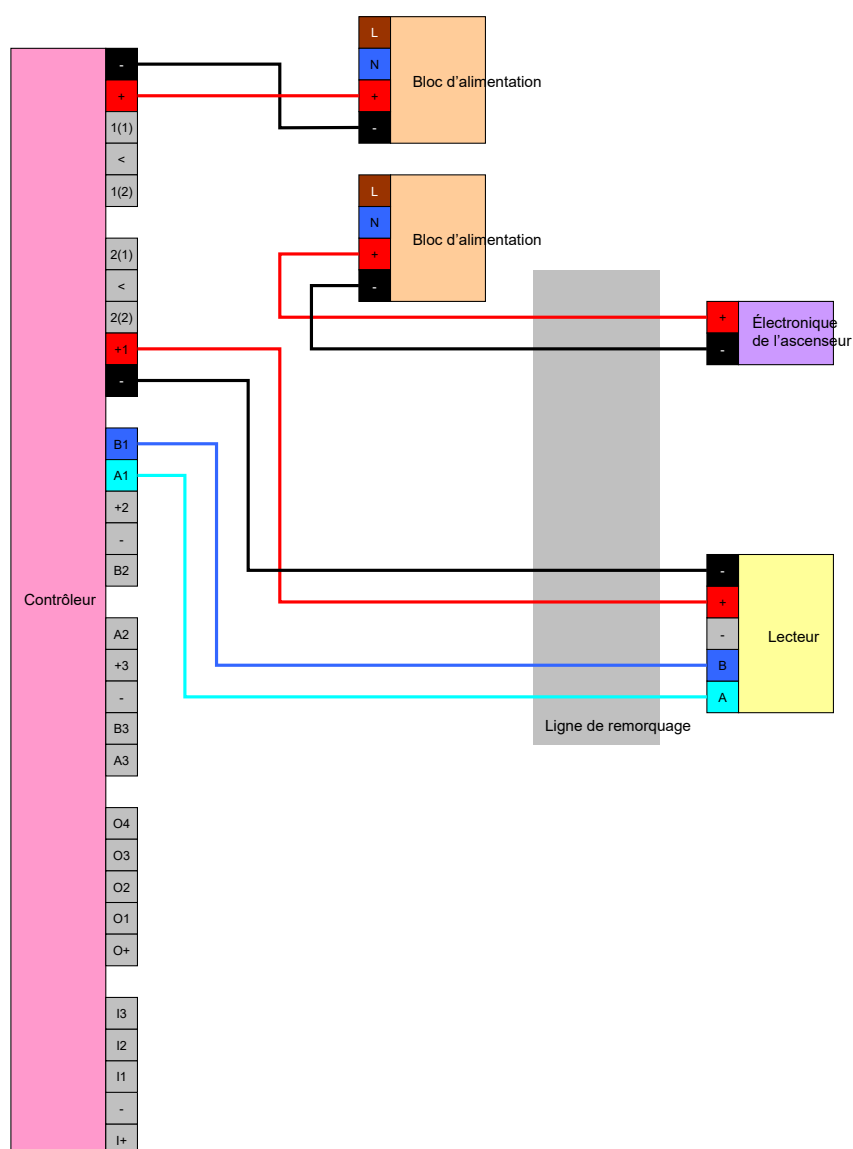 Contrôleur
-
+
1(1)
<
1(2)
2(1)
<
2(2)
+1
-
B1
A1
+2
-
B2
A2
+3
-
B3
A3
O4
O3
O2
O1
O+
I3
I2
I1
-
I+
L
N
+
-
Bloc d’alimentation
L
N
+
-
Bloc d’alimentation
+
-
Électronique
de l’ascenseur
-
+
-
B
A
Lecteur
Ligne de remorquage